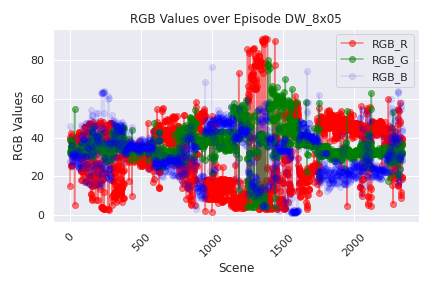 RGB Values over Episode DW_8x05
RGB Values
80
60
40
20
0
RGB_R
RGB_G
RGB_B
0
500
1000
1500
2000
Scene